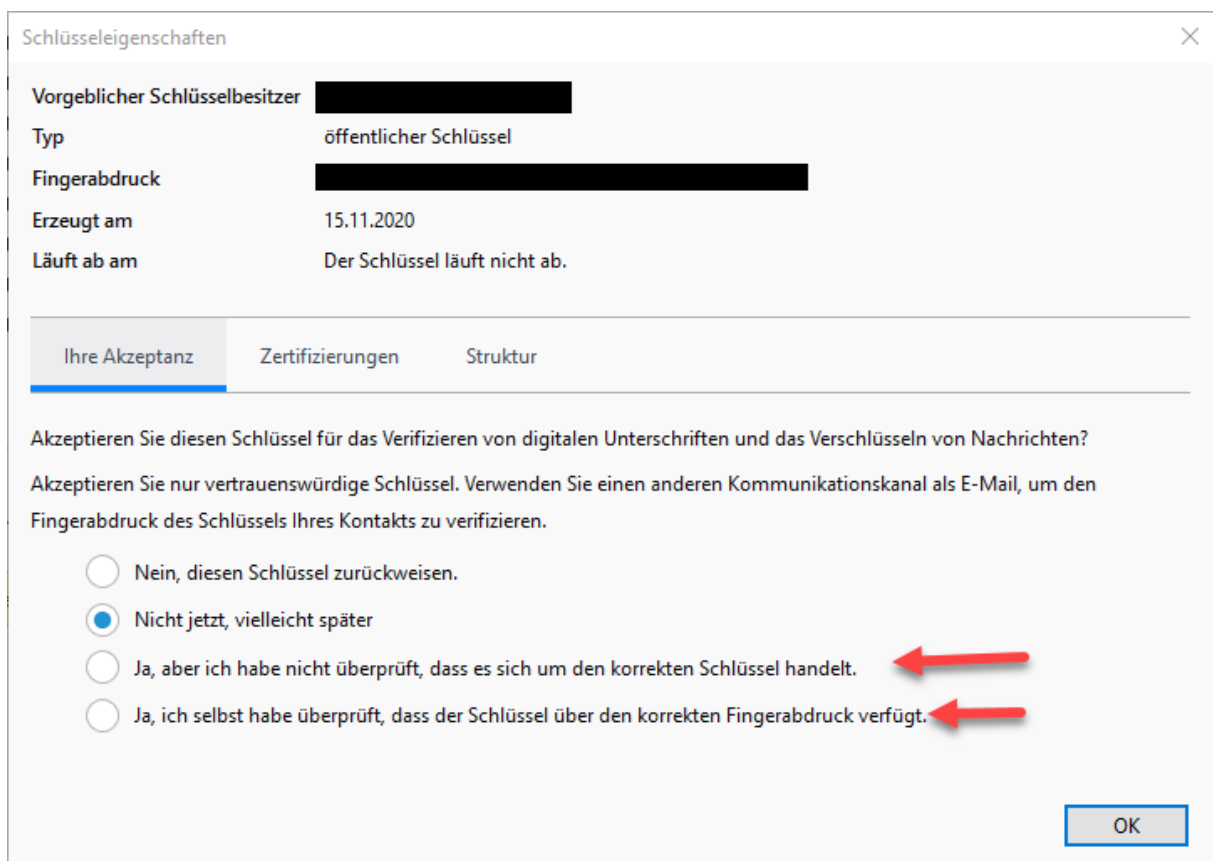 Schlüsseleigenschaften
Vorgeblicher Schlüsselbesitzer
Typ öffentlicher Schlüssel
Fingerabdruck
Erzeugt am 15.11.2020
Läuft ab am Der Schlüssel läuft nicht ab.
Ihre Akzeptanz Zertifizierungen Struktur
Akzeptieren Sie diesen Schlüssel für das Verifizieren von digitalen Unterschriften und das Verschlüsseln von Nachrichten?
Akzeptieren Sie nur vertrauenswürdige Schlüssel. Verwenden Sie einen anderen Kommunikationskanal als E-Mail, um den
Fingerabdruck des Schlüssels Ihres Kontakts zu verifizieren.
Nein, diesen Schlüssel zurückweisen.
Nicht jetzt, vielleicht später
Ja, aber ich habe nicht überprüft, dass es sich um den korrekten Schlüssel handelt.
Ja, ich selbst habe überprüft, dass der Schlüssel über den korrekten Fingerabdruck verfügt.
OK